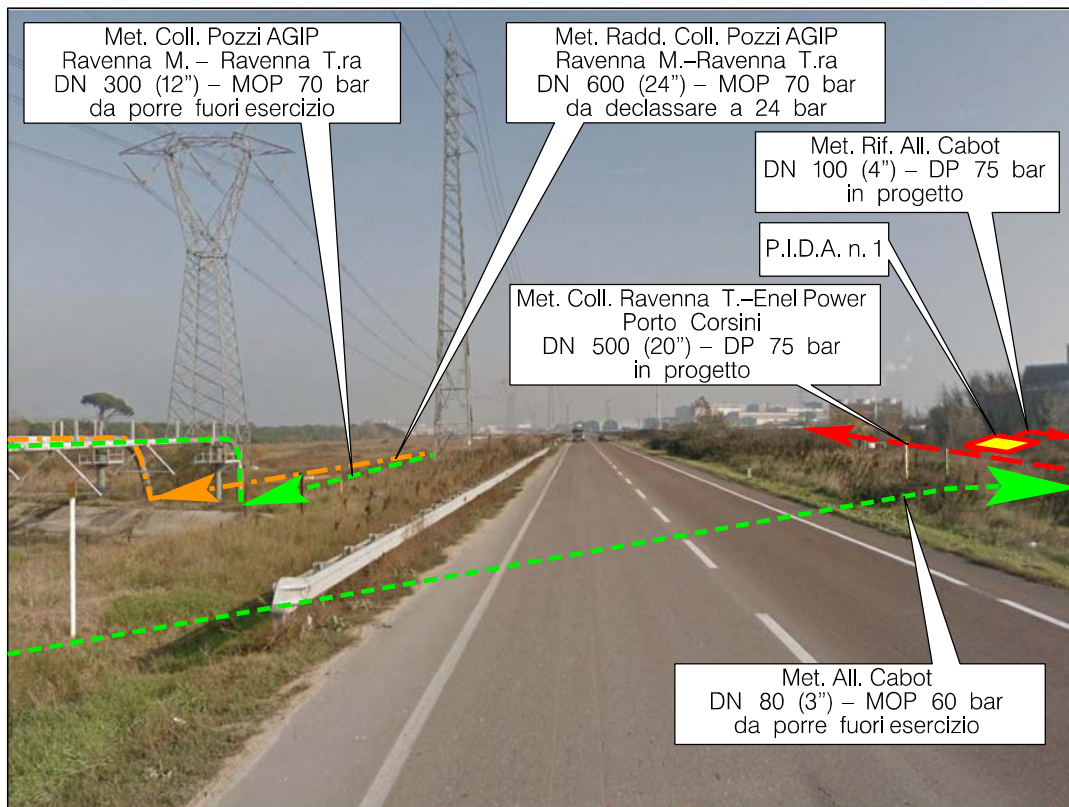 Met. Coll. Pozzi AGIP
Ravenna M. – Ravenna T.ra
DN 300 (12”) – MOP 70 bar
da porre fuori esercizio
Met. Radd. Coll. Pozzi AGIP
Ravenna M.–Ravenna T.ra
DN 600 (24”) – MOP 70 bar
da declassare a 24 bar
Met. Rif. All. Cabot
DN 100 (4”) – DP 75 bar
in progetto
P.I.D.A. n. 1
Met. Coll. Ravenna T.–Enel Power
Porto Corsini
DN 500 (20”) – DP 75 bar
in progetto
Met. All. Cabot
DN 80 (3”) – MOP 60 bar
da porre fuori esercizio